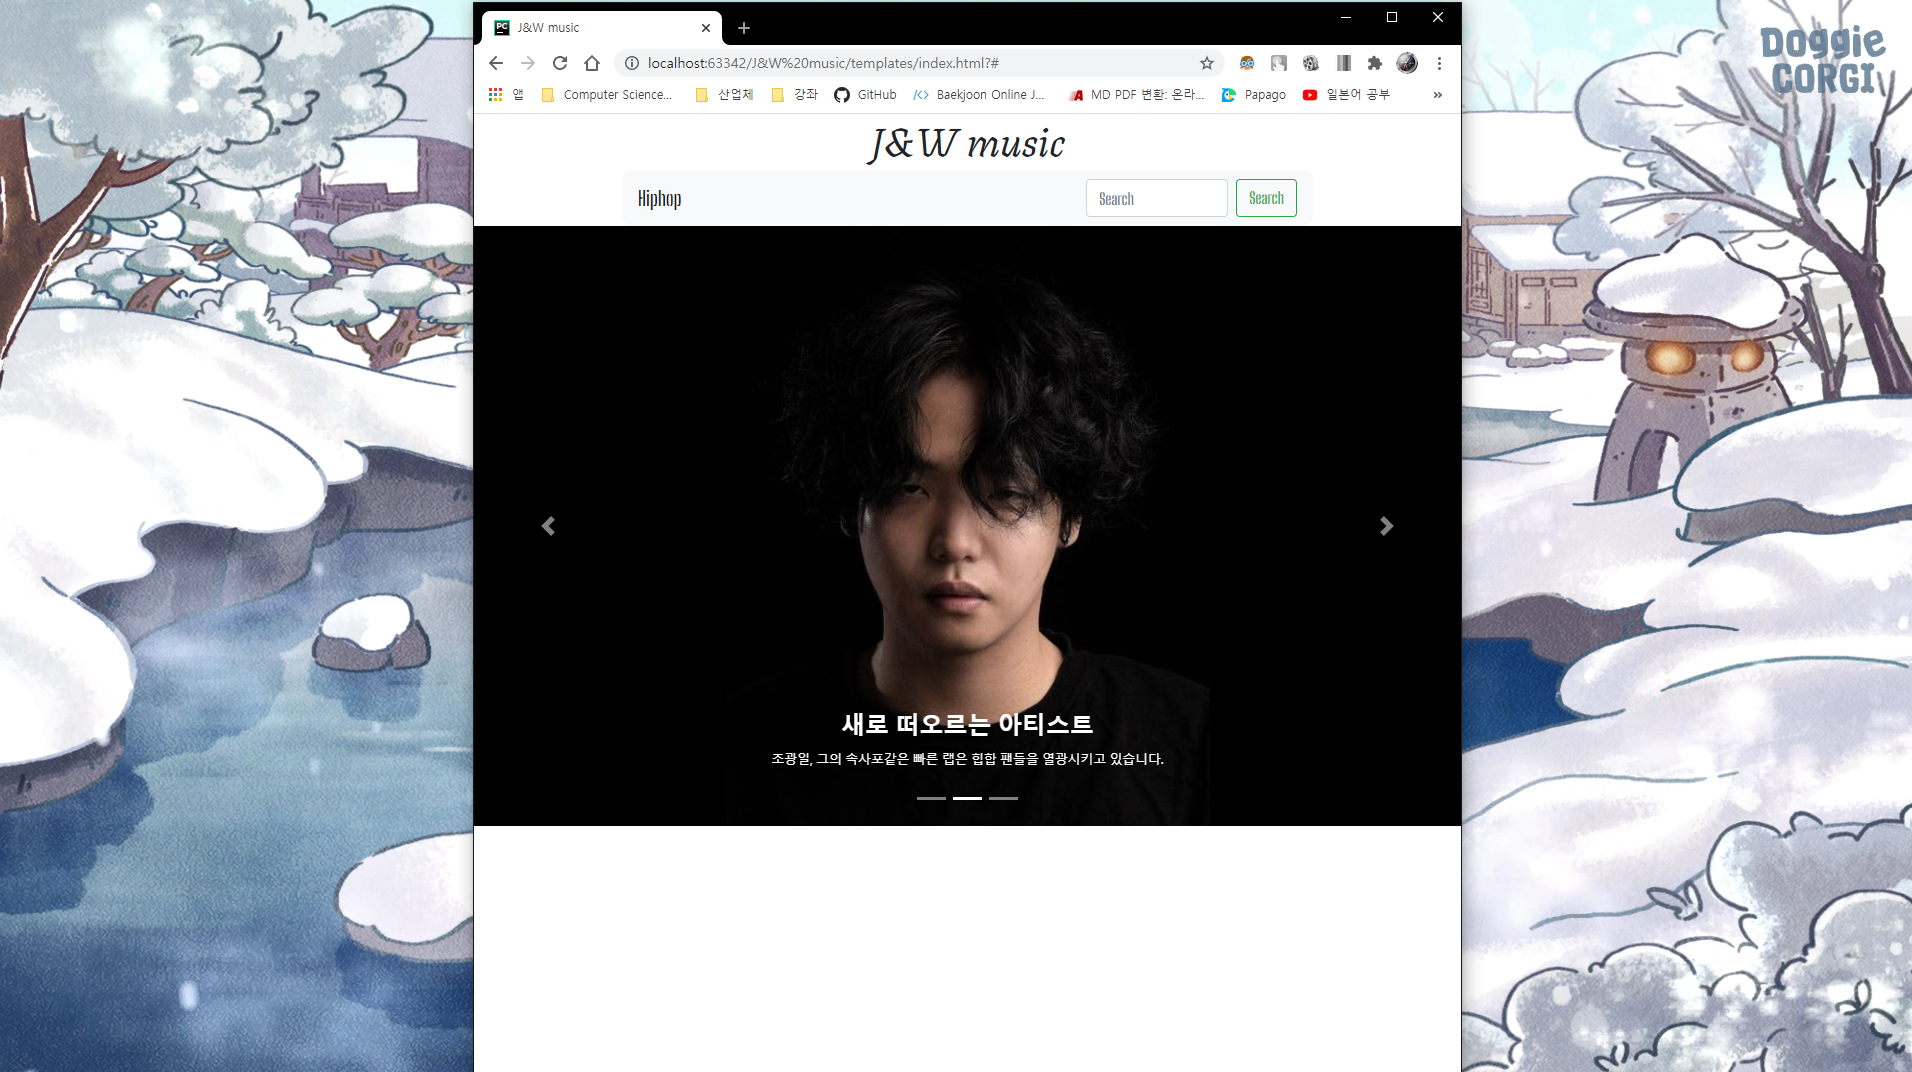 J&W music
localhost:63342/J&W%20music/templates/index.html?#
앱
Computer Science...
산업체
강좌
GitHub
</> Baekjoon Online J...
MD PDF 변환: 온라...
Papago
일본어 공부
»
J&W music
Hiphop
Search
Search
새로 떠오르는 아티스트
조광일, 그의 속사포같은 빠른 랩은 힙합 팬들을 열광시키고 있습니다.
Doggie
CORGI
PC